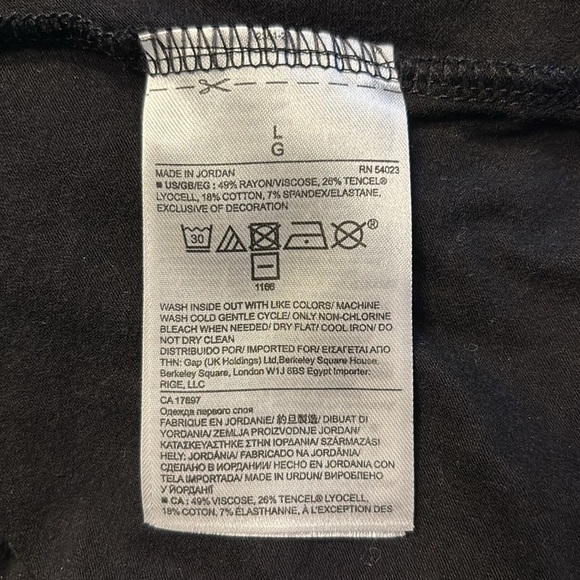 L
G
MADE IN JORDAN RN 54023
■ US/GB/EG : 49% RAYON/VISCOSE, 26% TENCEL®
LYOCELL, 18% COTTON, 7% SPANDEX/ELASTANE,
EXCLUSIVE OF DECORATION
30 ®
1166
WASH INSIDE OUT WITH LIKE COLORS/ MACHINE
WASH COLD GENTLE CYCLE/ ONLY NON-CHLORINE
BLEACH WHEN NEEDED/ DRY FLAT/ COOL IRON/ DO
NOT DRY CLEAN
DISTRIBUIDO POR/ IMPORTED FOR/ ΕΙΣΑΓΕΤΑΙ ΑΠΟ
ΤΗΝ: Gap (UK Holdings) Ltd,Berkeley Square House,
Berkeley Square, London W1J 6BS Egypt Importer:
RIGE, LLC
CA 17897
Одежда первого слоя
FABRIQUE EN JORDANIE/ 約旦製造/ DIBUAT DI
YORDANIA/ ZEMLJA PROIZVODNJE JORDAN/
ΚΑΤΑΣΚΕΥΑΣΤΗΚΕ ΣΤΗΝ ΙΟΡΔΑΝΙΑ/ SZÁRMAZÁSI
HELY: JORDÁNIA/ FABRICADO NA JORDÂNIA/
СДЕЛАНО В ИОРДАНИИ/ HECHO EN JORDANIA CON
TEJIDO IMPORTADO/ MADE IN URDUN/ ВИРОБЛЕНО
У ЙОРДАНІЇ
■ CA : 49% VISCOSE, 26% TENCEL® LYOCELL,
18% COTON, 7% ÉLASTHANNE, À L'EXCEPTION DES